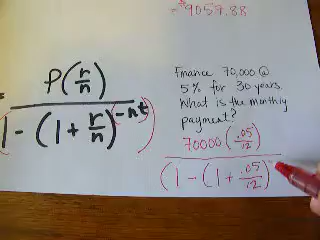 $9057.88
= P(r/n) / 1 - (1 + r/n)^(-nt)
Finance 70,000 @
5% for 30 years.
What is the monthly
payment?
70000 (.05/12)
(1 - (1 + .05/12)^-